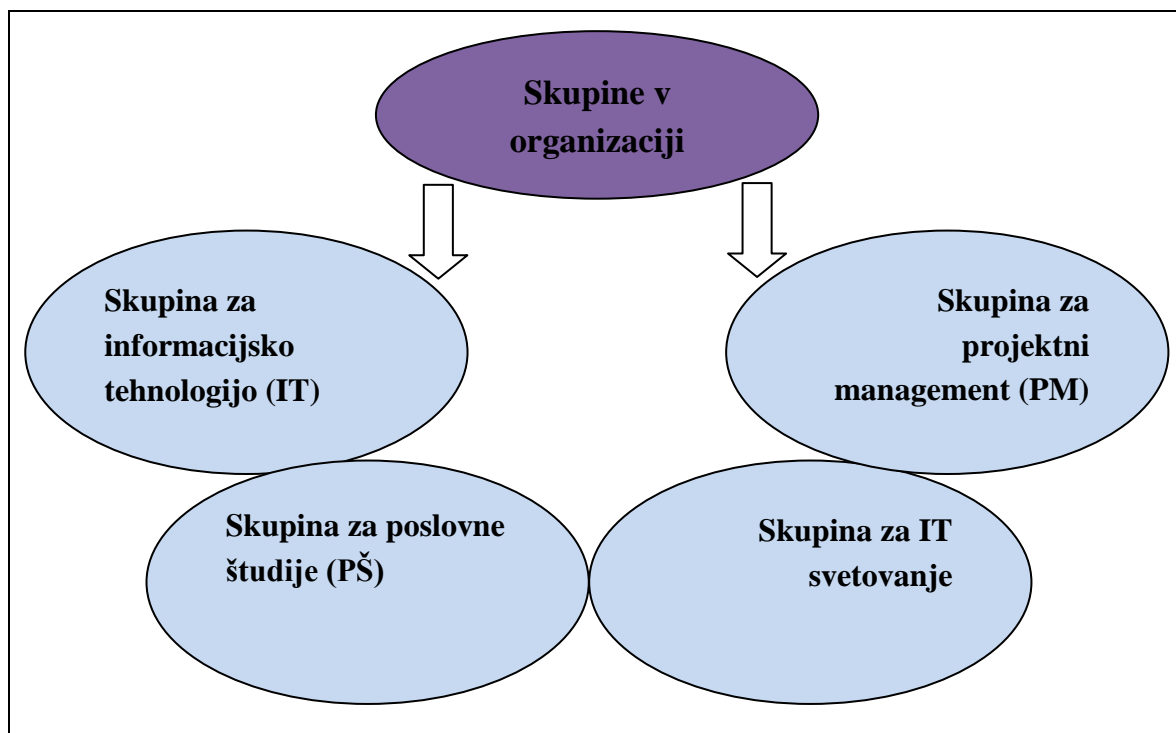 Skupine v
organizaciji
Skupina za
informacijsko
tehnologijo (IT)
Skupina za
projektni
management (PM)
Skupina za poslovne
študije (PŠ)
Skupina za IT
svetovanje